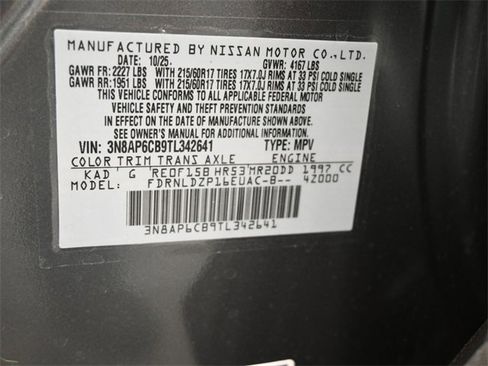 MANUFACTURED BY NISSAN MOTOR CO., LTD.
DATE: 10/25. GVWR: 4167 LBS
GAWR FR: 2227 LBS WITH 215/60R17 TIRES 17X7.0J RIMS AT 33 PSI COLD SINGLE
GAWR RR: 1951 LBS WITH 215/60R17 TIRES 17X7.0J RIMS AT 33 PSI COLD SINGLE
THIS VEHICLE CONFORMS TO ALL APPLICABLE FEDERAL MOTOR
VEHICLE SAFETY AND THEFT PREVENTION STANDARDS
IN EFFECT ON THE DATE OF MANUFACTURE SHOWN ABOVE.
SEE OWNER'S MANUAL FOR ADDITIONAL INFORMATION.
VIN: 3N8AP6CB9TL342641 TYPE: MPV
COLOR TRIM TRANS AXLE ENGINE
KAD G RE0F15B HR53 MR20DD 1997 CC
MODEL: FDRNLDZP16EUAC-B-- 4Z000
3N8AP6CB9TL342641